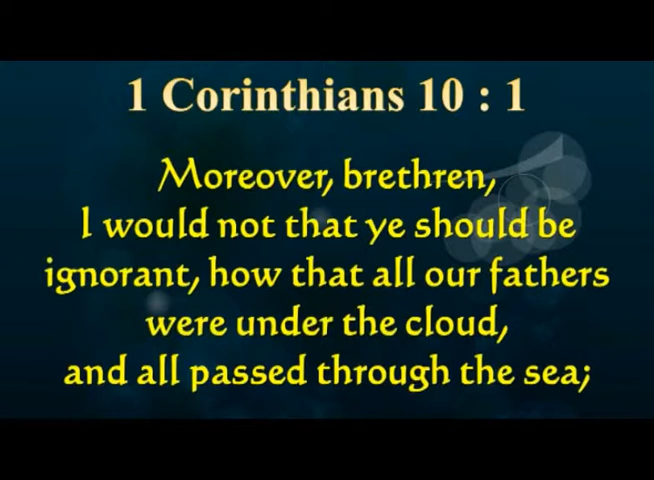 1 Corinthians 10 : 1
Moreover, brethren,
I would not that ye should be
ignorant, how that all our fathers
were under the cloud,
and all passed through the sea;